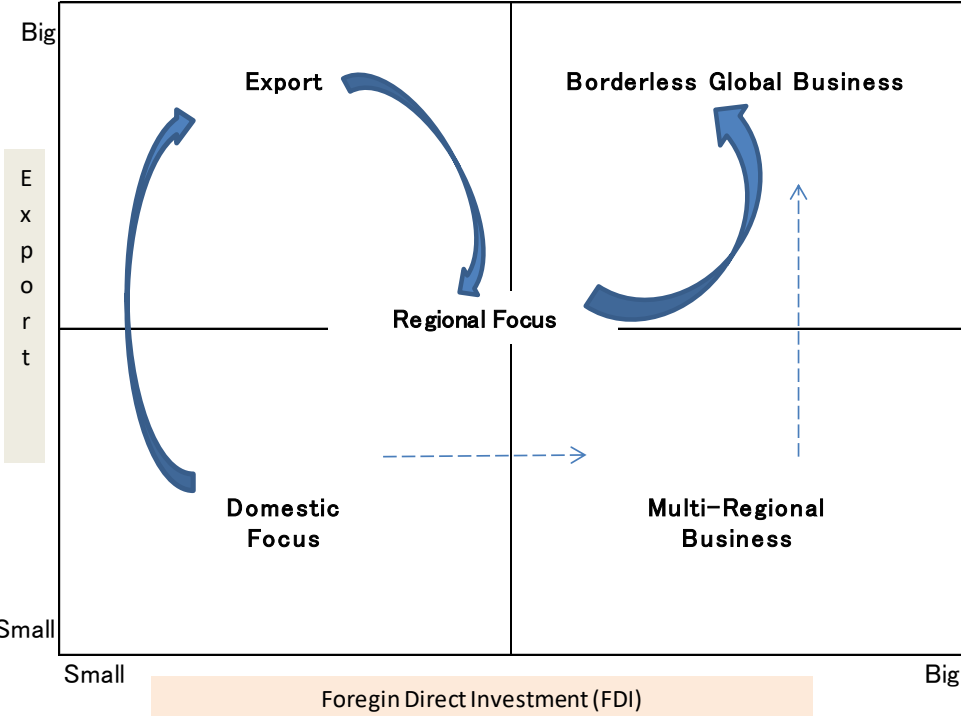 Big
Export
Borderless Global Business
E
x
p
o
r
t
Regional Focus
Domestic
Focus
Multi-Regional
Business
Small
Small
Big
Foregin Direct Investment (FDI)